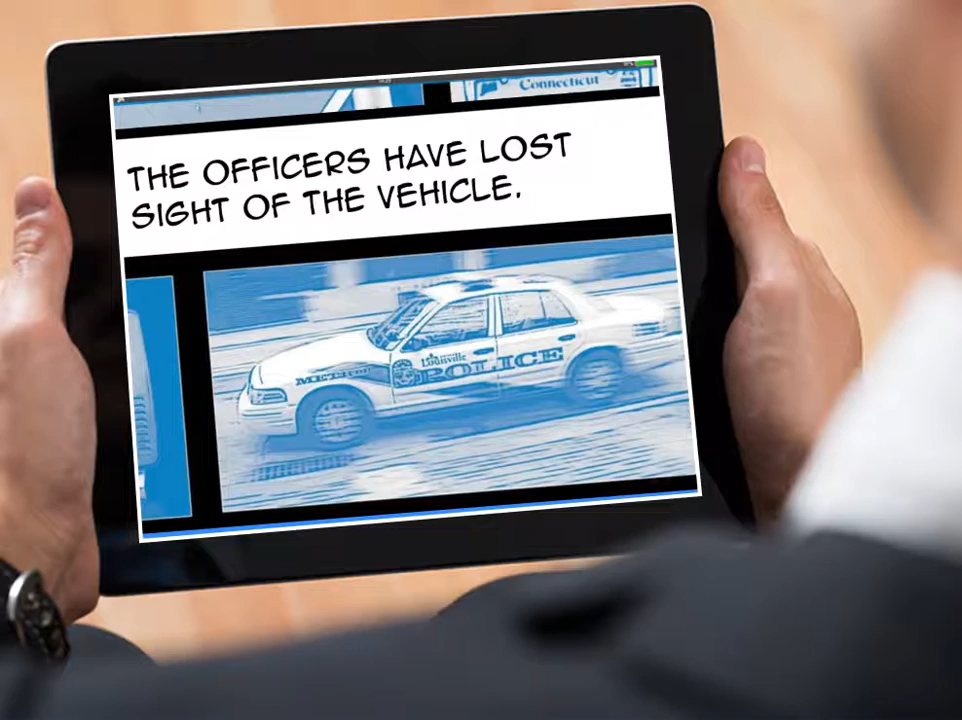 Connecticut
THE OFFICERS HAVE LOST
SIGHT OF THE VEHICLE.
Louisville
METRO POLICE